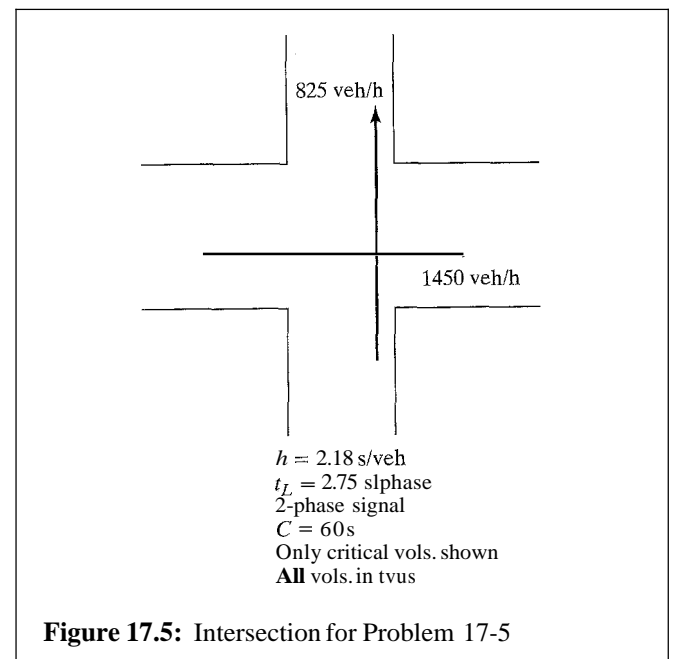 825 veh/h
1450 veh/h
h = 2.18 s/veh
t_L = 2.75 slphase
2-phase signal
C = 60s
Only critical vols. shown
All vols. in tvus
Figure 17.5: Intersection for Problem 17-5